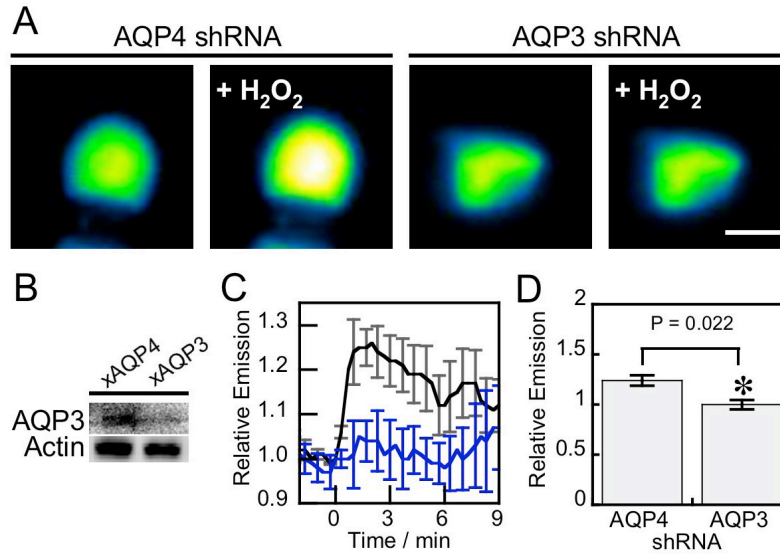 A
AQP4 shRNA
AQP3 shRNA
+ H₂O₂
+ H₂O₂
B
xAQP4
xAQP3
AQP3
Actin
C
Relative Emission
1.3
1.2
1.1
1.0
0.9
0
3
6
9
Time / min
D
Relative Emission
2
1.5
1
0.5
0
P = 0.022
*
AQP4
AQP3
shRNA